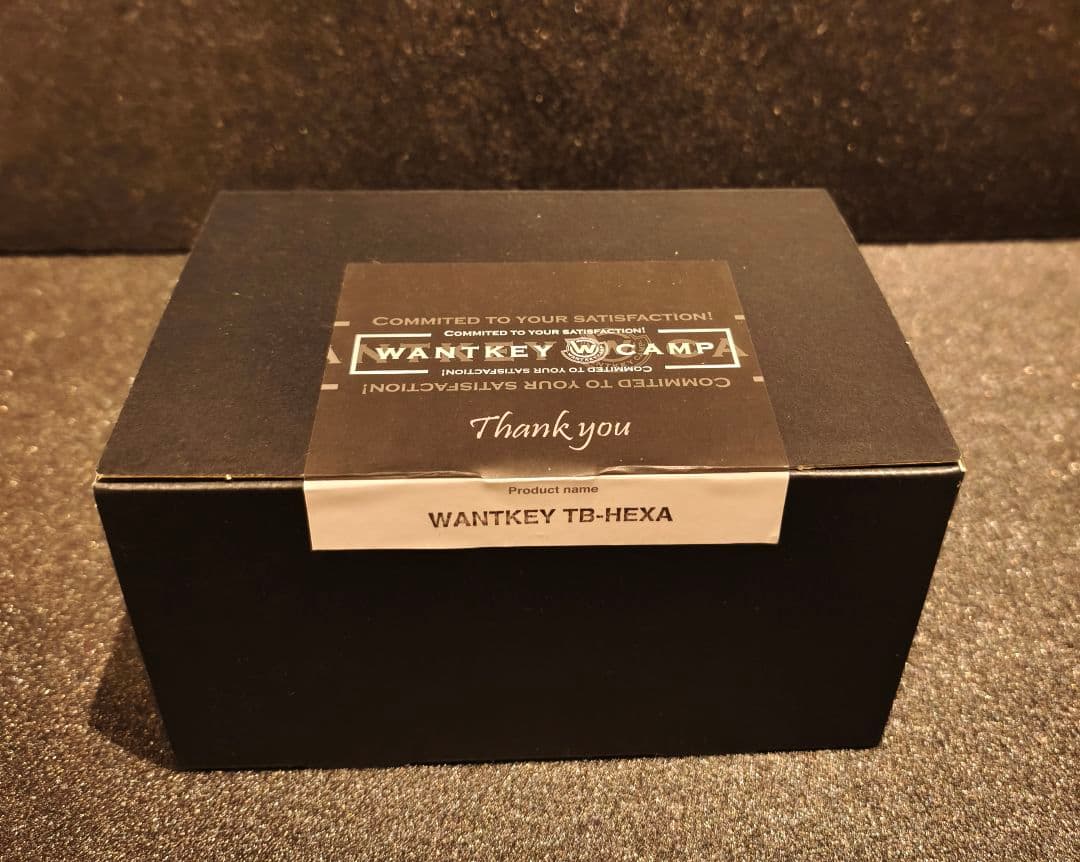 COMMITED TO YOUR SATISFACTION!
COMMITED TO YOUR SATISFACTION!
WANTKEY W CAMP
COMMITED TO YOUR SATISFACTION!
COMMITED TO YOUR SATISFACTION!
Thank you
Product name
WANTKEY TB-HEXA